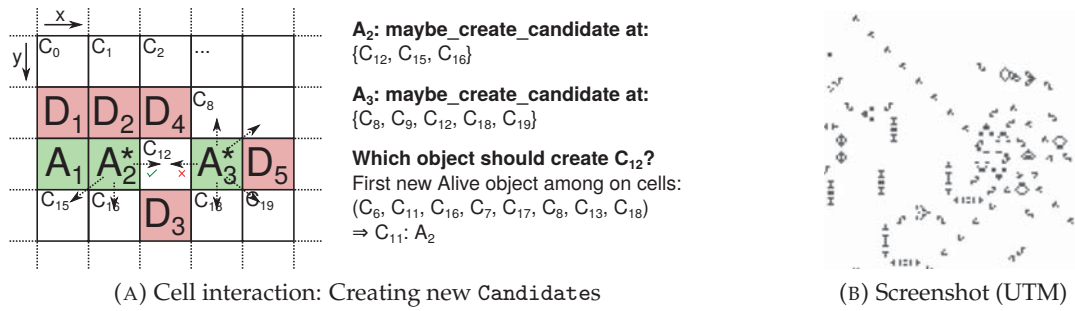 x
y
C0 C1 C2 ...
D1 D2 D4 C8
A1 A2* C12 A3* D5
C15 C16 D3 C18 C19
A2: maybe_create_candidate at:
{C12, C15, C16}
A3: maybe_create_candidate at:
{C8, C9, C12, C18, C19}
Which object should create C12?
First new Alive object among on cells:
(C6, C11, C16, C7, C17, C8, C13, C18)
⇒ C11: A2
(A) Cell interaction: Creating new Candidates
(B) Screenshot (UTM)